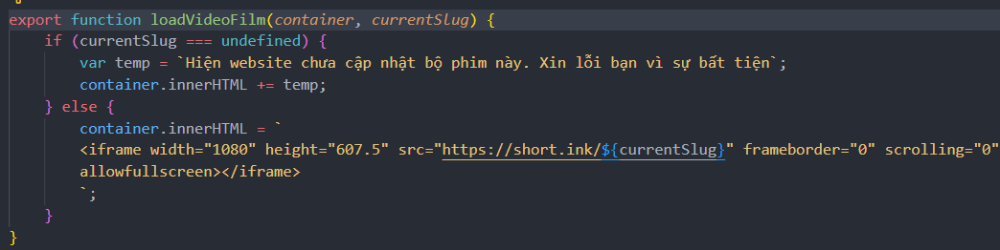 export function loadVideoFilm(container, currentSlug) {
if (currentSlug === undefined) {
var temp = `Hiện website chưa cập nhật bộ phim này. Xin lỗi bạn vì sự bất tiện`;
container.innerHTML += temp;
} else {
container.innerHTML = `
<iframe width="1080" height="607.5" src="https://short.ink/${currentSlug}" frameborder="0" scrolling="0"
allowfullscreen></iframe>
`;
}
}